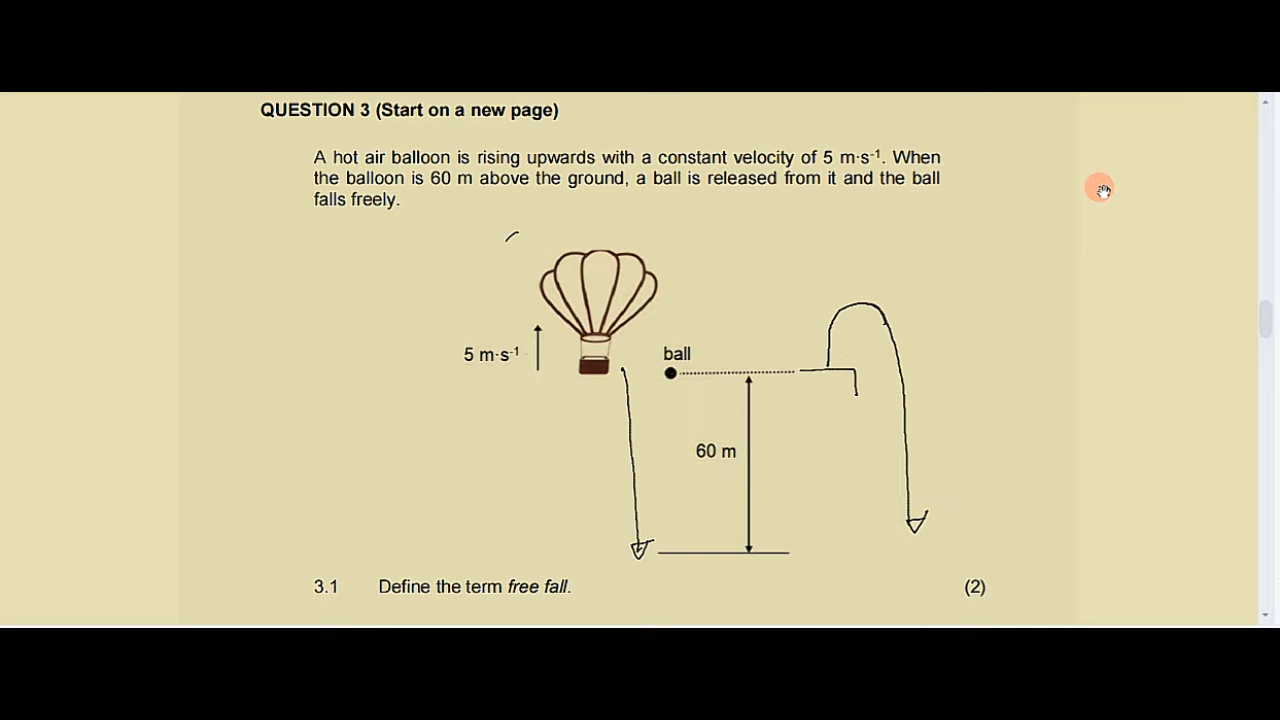 QUESTION 3 (Start on a new page)
A hot air balloon is rising upwards with a constant velocity of 5 m·s⁻¹. When
the balloon is 60 m above the ground, a ball is released from it and the ball
falls freely.
5 m·s⁻¹
ball
60 m
3.1 Define the term free fall. (2)